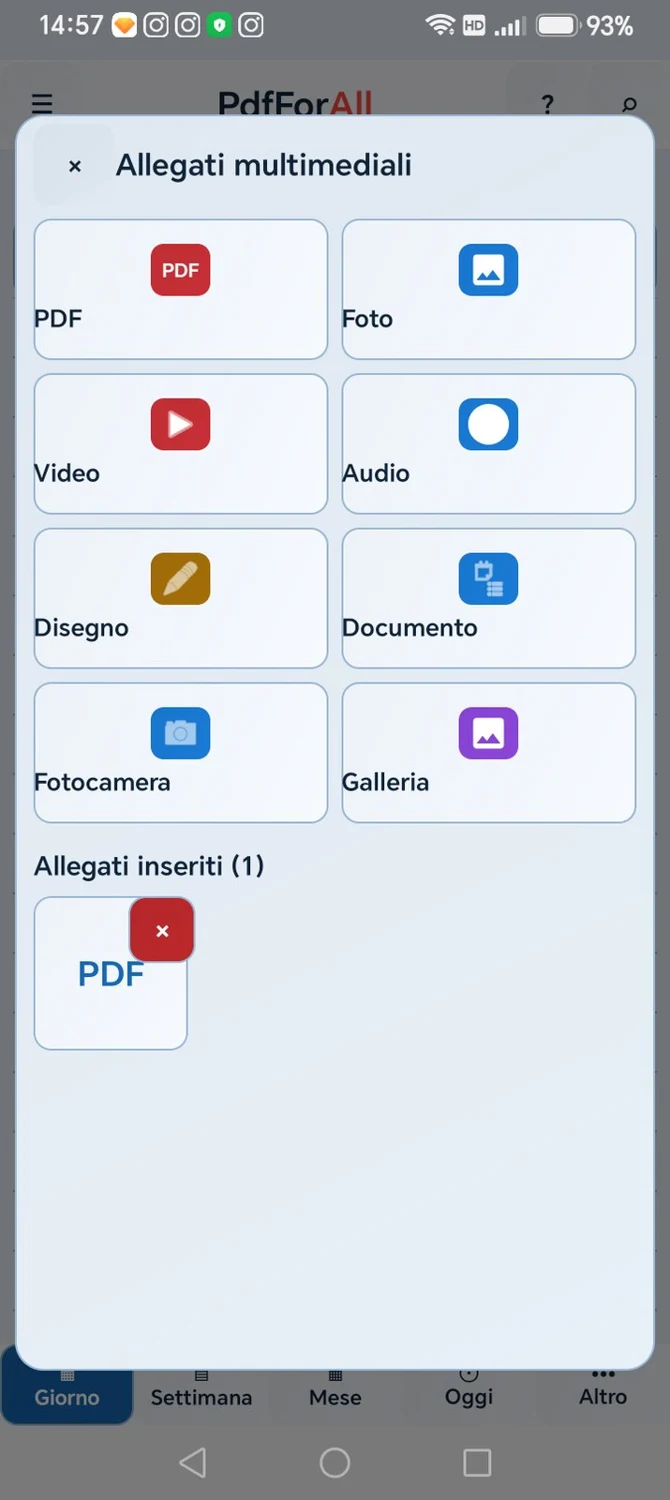 14:57 HD 93%
PdfForAll ?
× Allegati multimediali
PDF
PDF
Foto
Video
Audio
Disegno
Documento
Fotocamera
Galleria
Allegati inseriti (1)
×
PDF
Giorno Settimana Mese Oggi Altro